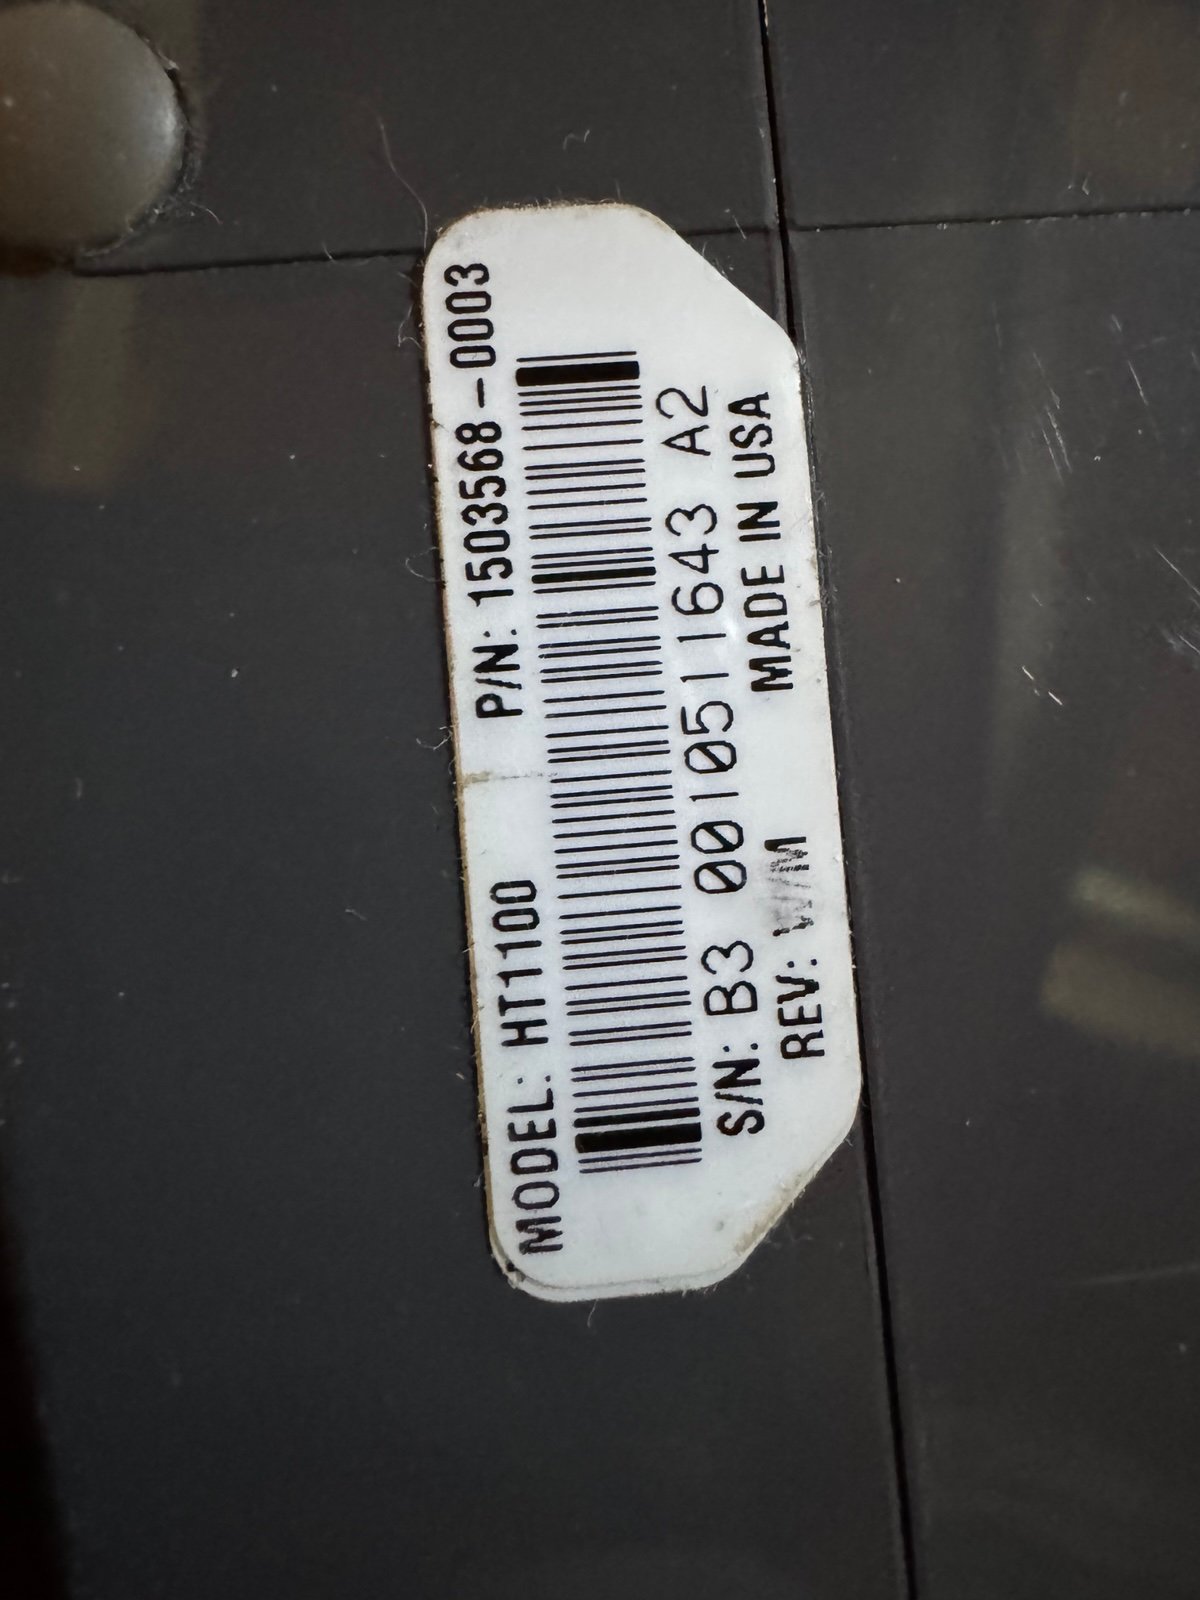 MODEL: HT1100 P/N: 1503568-0003
S/N: B3 0010511643 A2
REV: W/M MADE IN USA